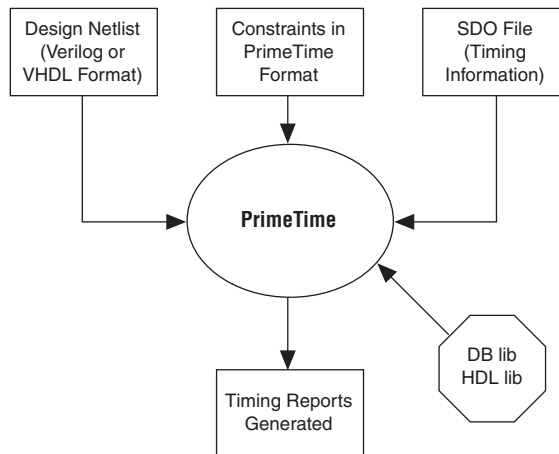 Design Netlist
(Verilog or
VHDL Format)
Constraints in
PrimeTime
Format
SDO File
(Timing
Information)
PrimeTime
DB lib
HDL lib
Timing Reports
Generated